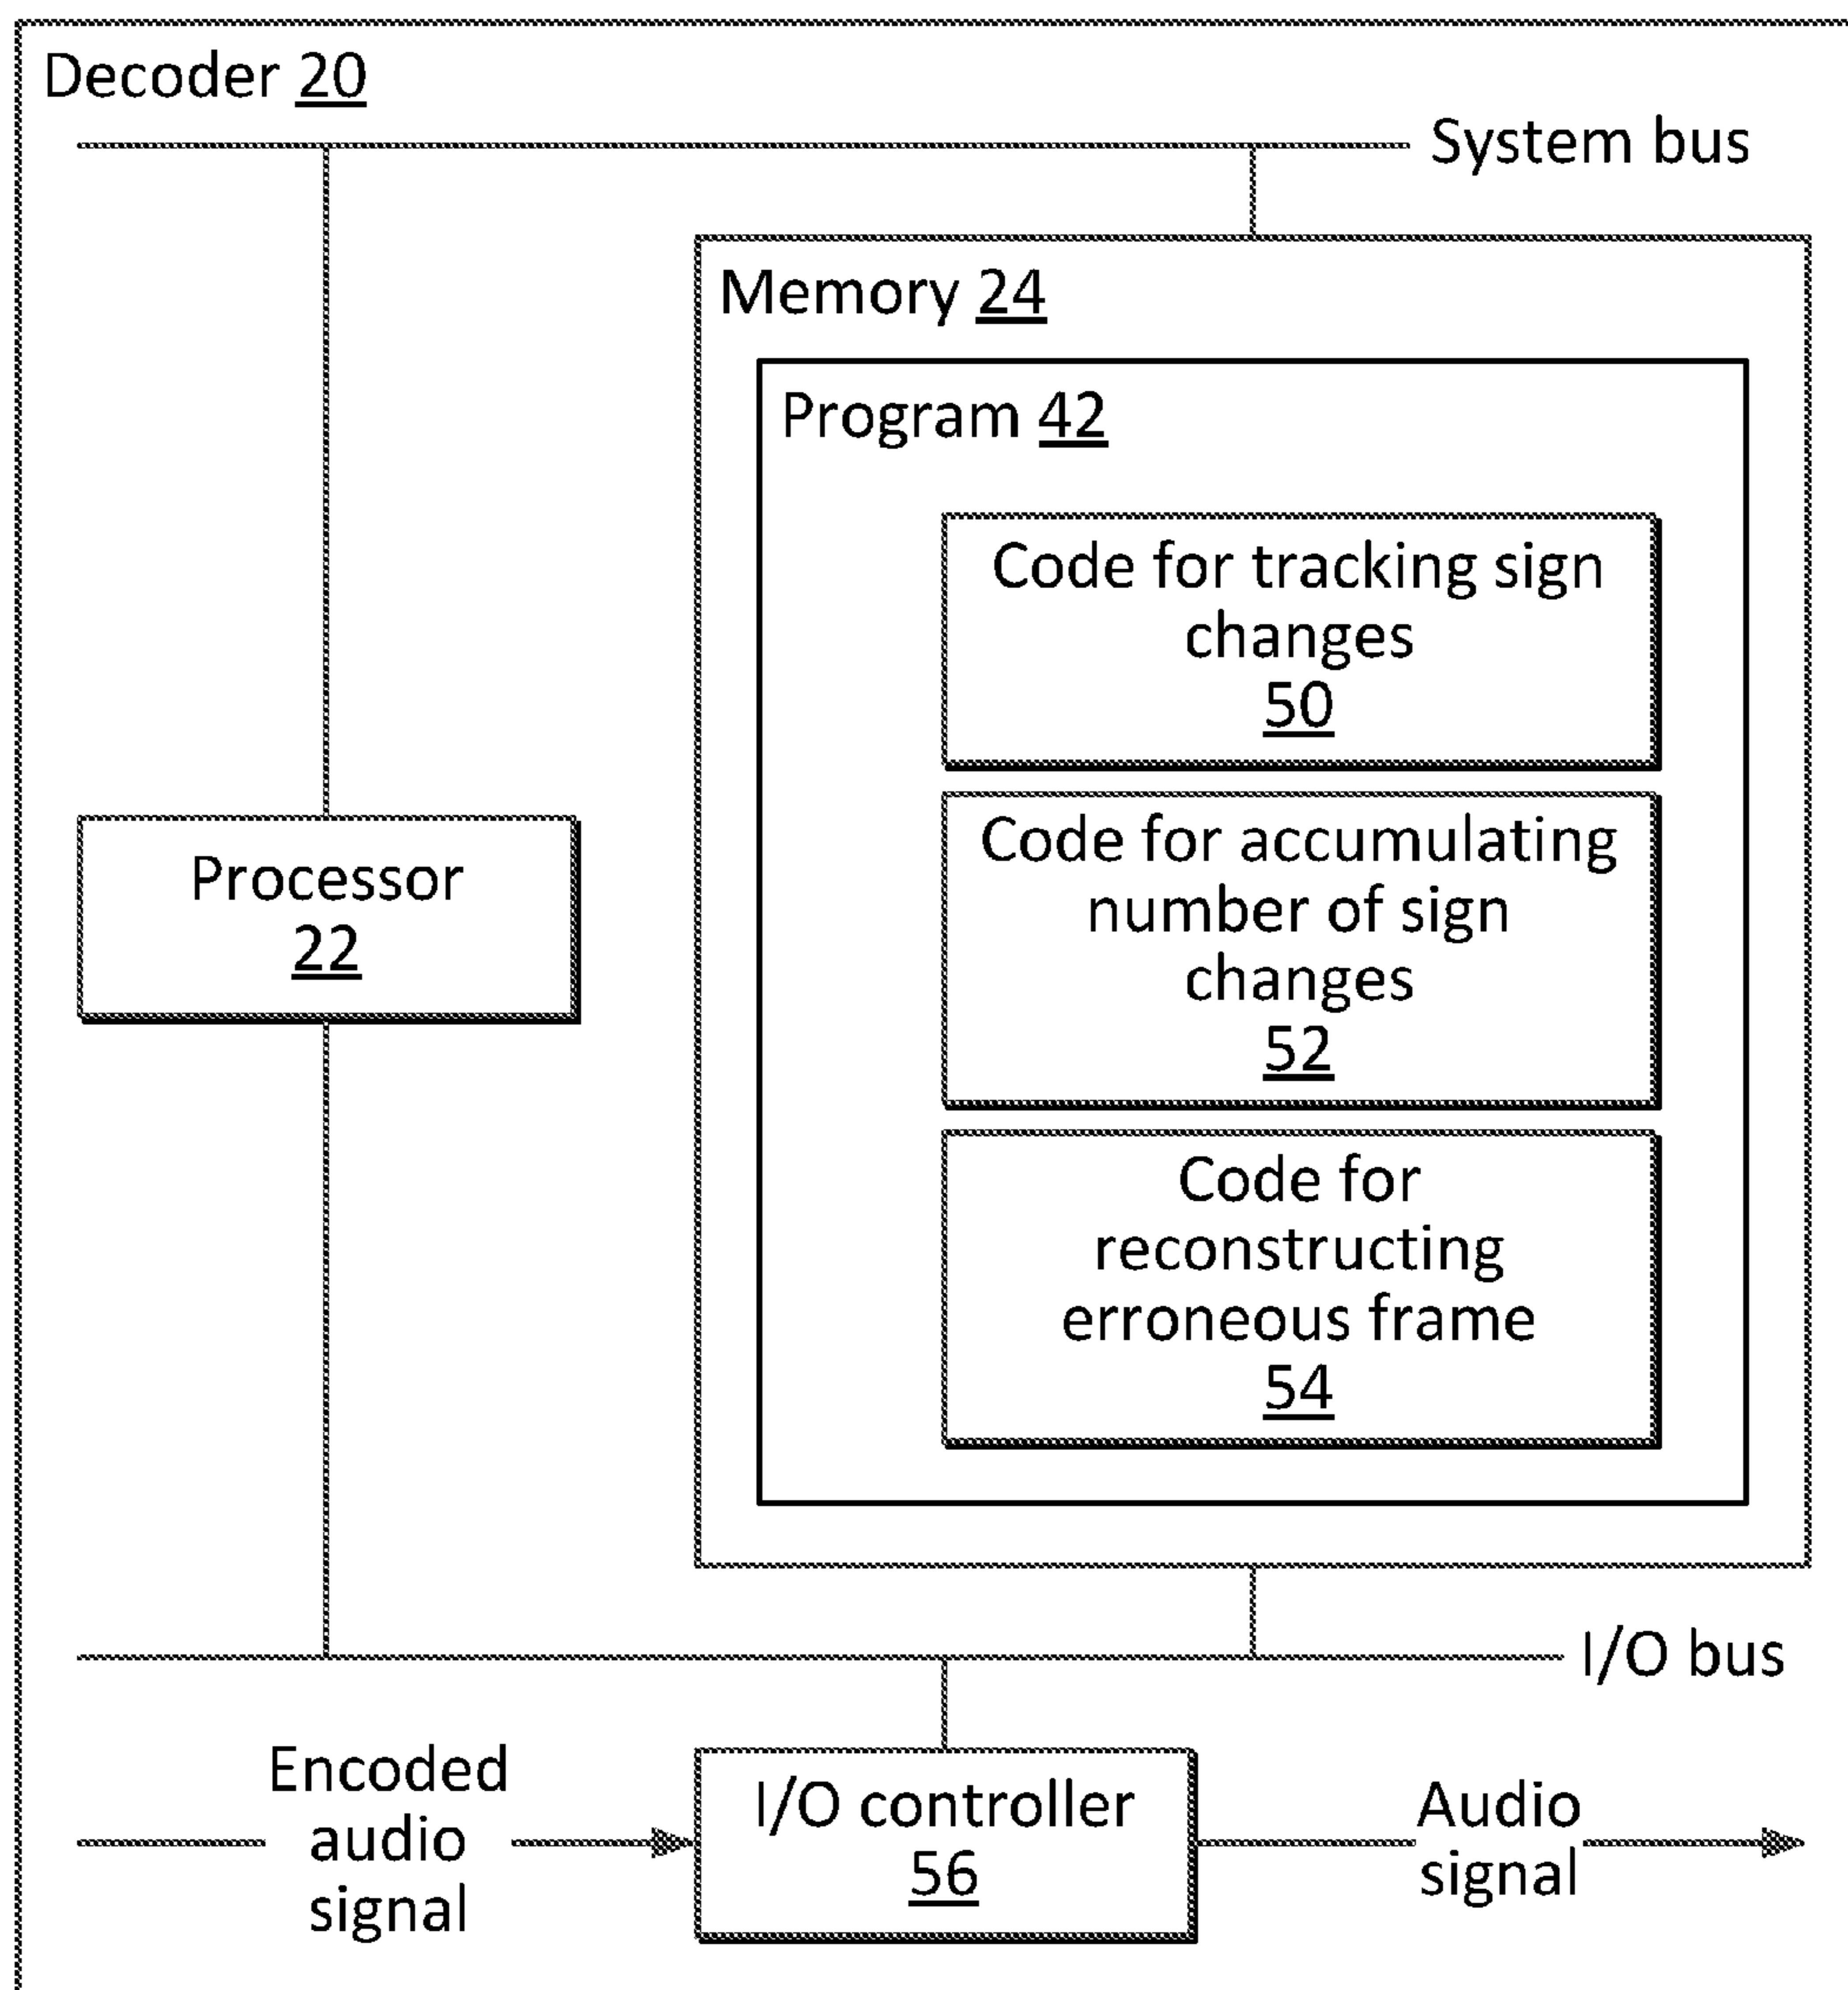 Decoder 20
System bus
Memory 24
Program 42
Code for tracking sign
changes
50
Processor
22
Code for accumulating
number of sign
changes
52
Code for
reconstructing
erroneous frame
54
I/O bus
Encoded
audio
signal
I/O controller
56
Audio
signal